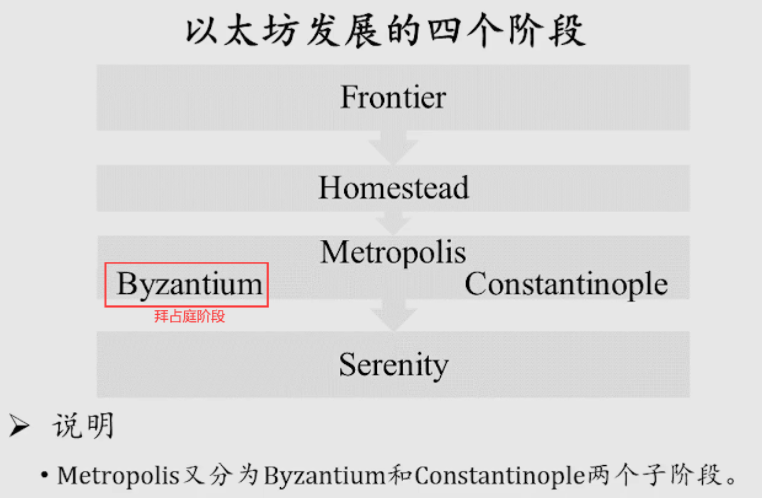 以太坊发展的四个阶段
Frontier
Homestead
Metropolis
Byzantium Constantinople
拜占庭阶段
Serenity
➢ 说明
• Metropolis又分为Byzantium和Constantinople两个子阶段。